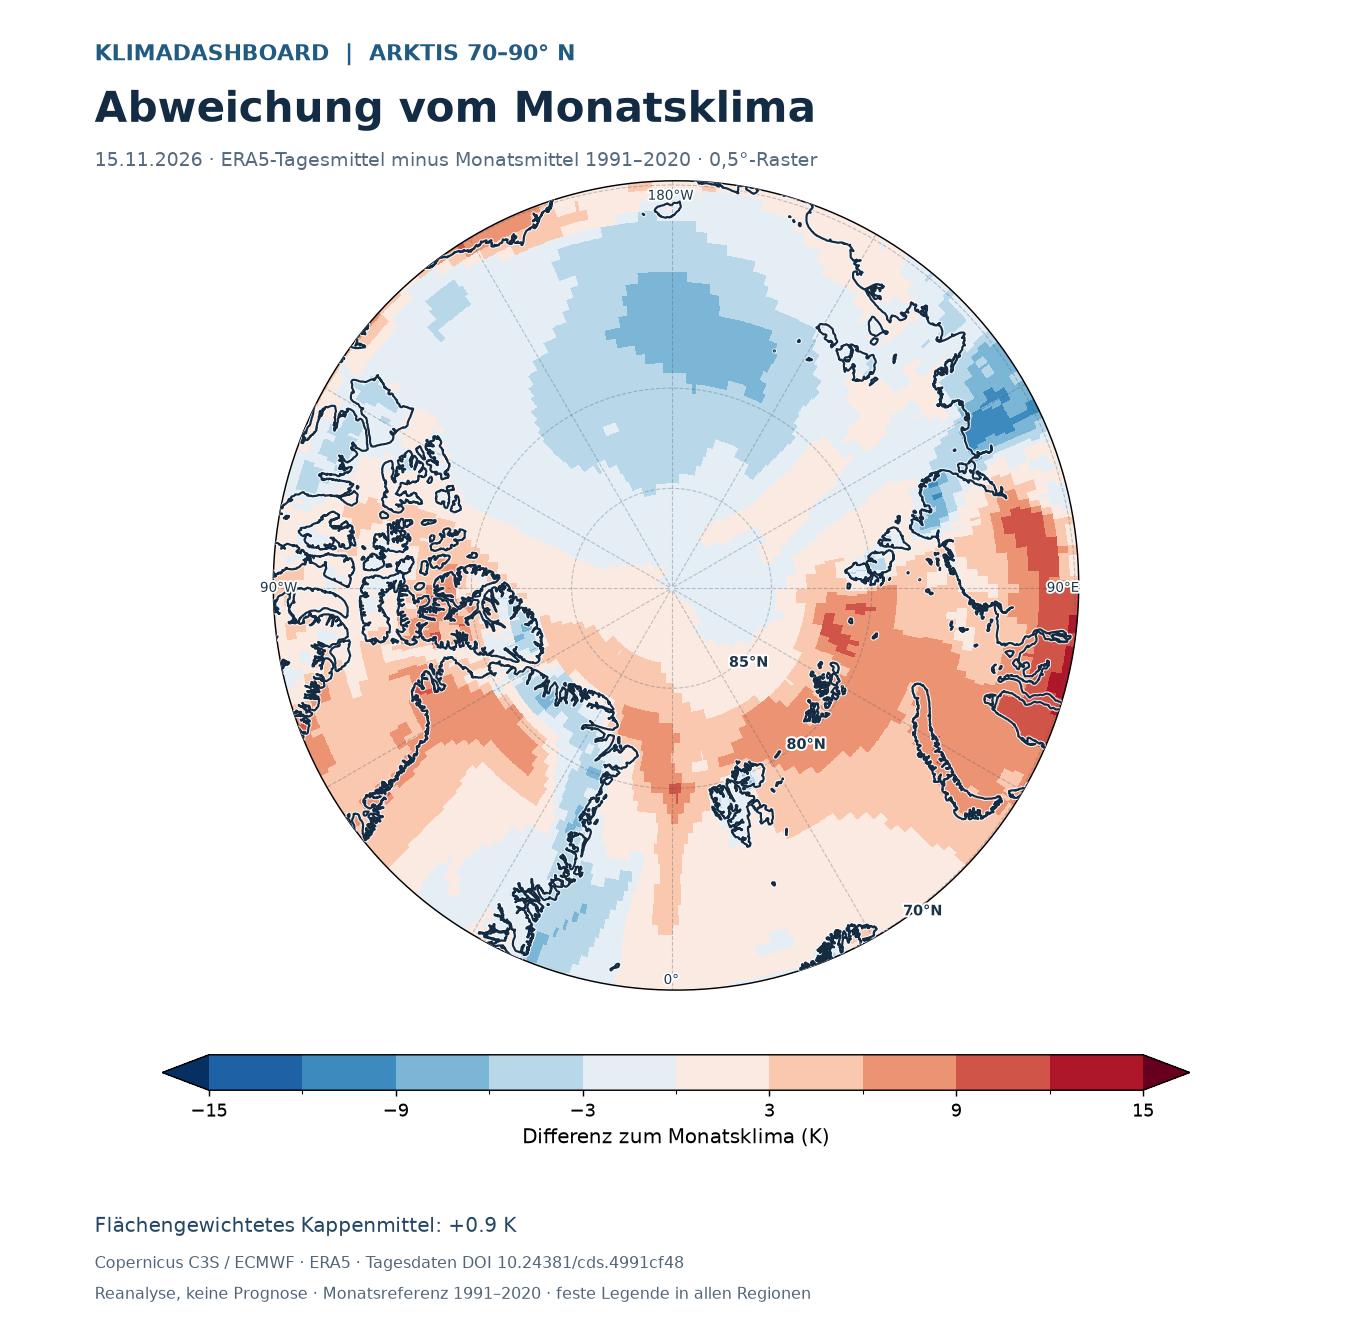 KLIMADASHBOARD | ARKTIS 70–90° N
Abweichung vom Monatsklima
15.11.2026 · ERA5-Tagesmittel minus Monatsmittel 1991–2020 · 0,5°-Raster
180°W
90°W
90°E
85°N
80°N
70°N
0°
−15 −9 −3 3 9 15
Differenz zum Monatsklima (K)
Flächengewichtetes Kappenmittel: +0.9 K
Copernicus C3S / ECMWF · ERA5 · Tagesdaten DOI 10.24381/cds.4991cf48
Reanalyse, keine Prognose · Monatsreferenz 1991–2020 · feste Legende in allen Regionen